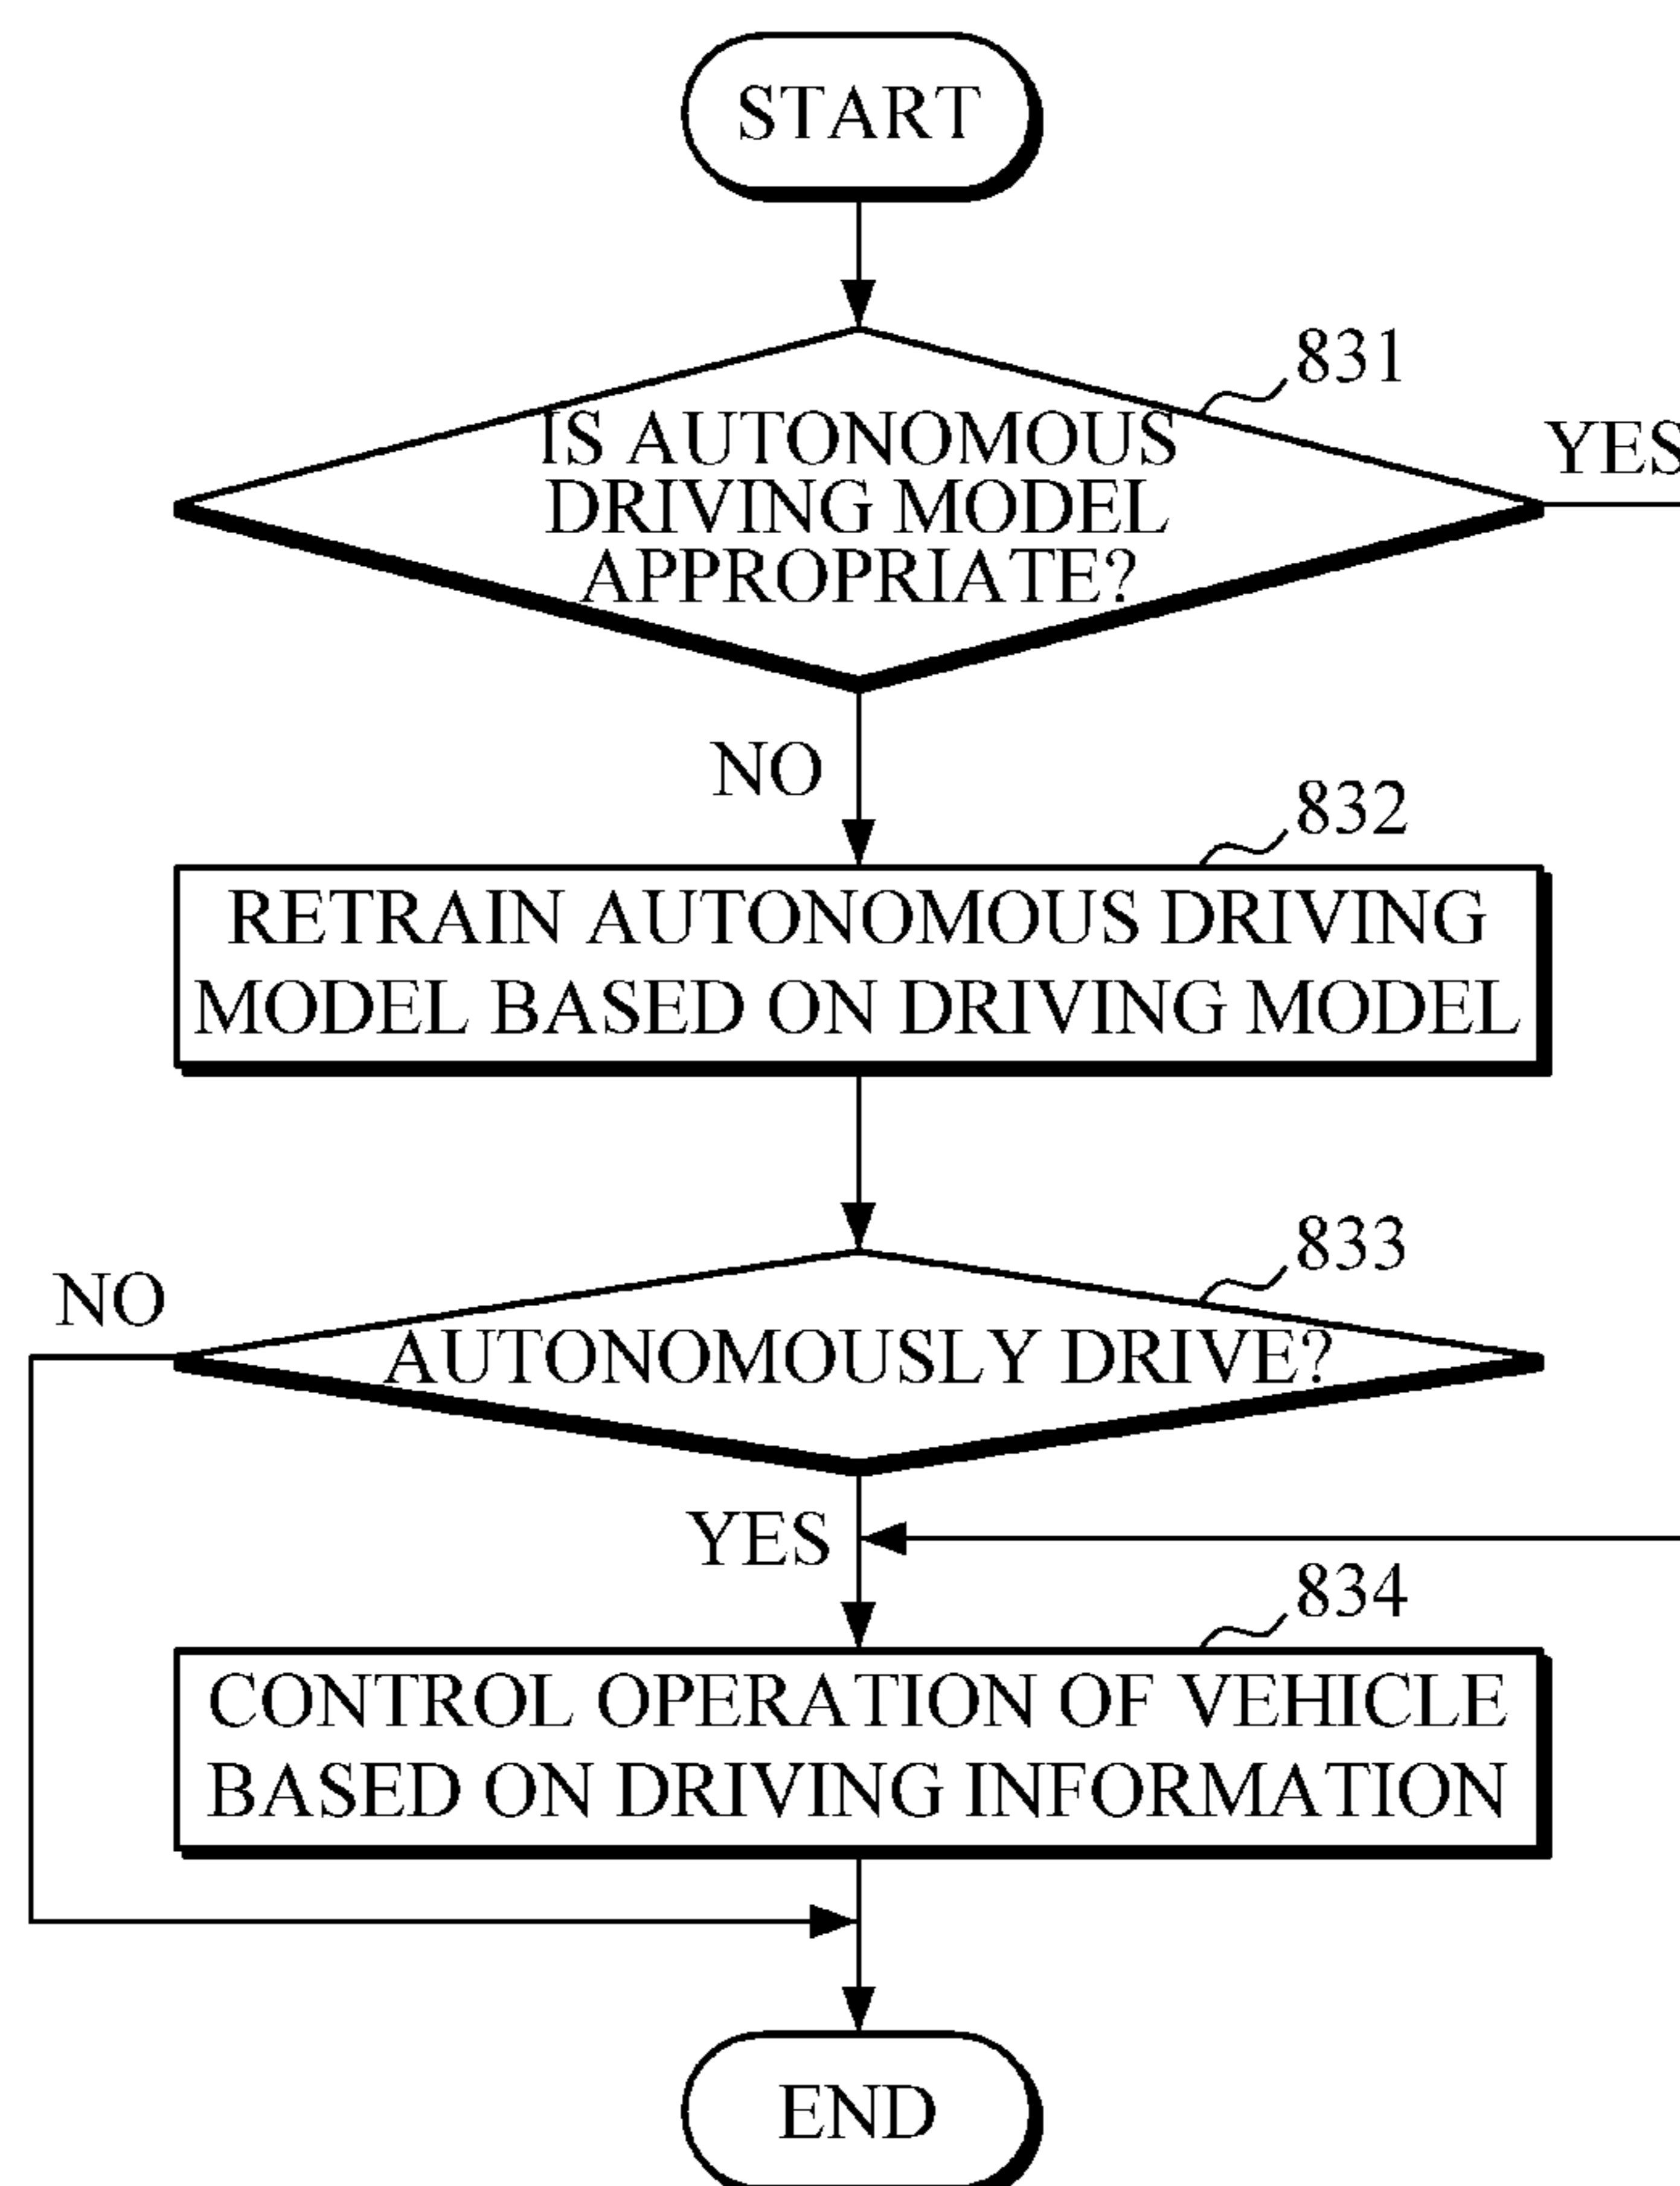 START
831
IS AUTONOMOUS
DRIVING MODEL
APPROPRIATE?
YES
NO
832
RETRAIN AUTONOMOUS DRIVING
MODEL BASED ON DRIVING MODEL
833
NO
AUTONOMOUSLY DRIVE?
YES
834
CONTROL OPERATION OF VEHICLE
BASED ON DRIVING INFORMATION
END